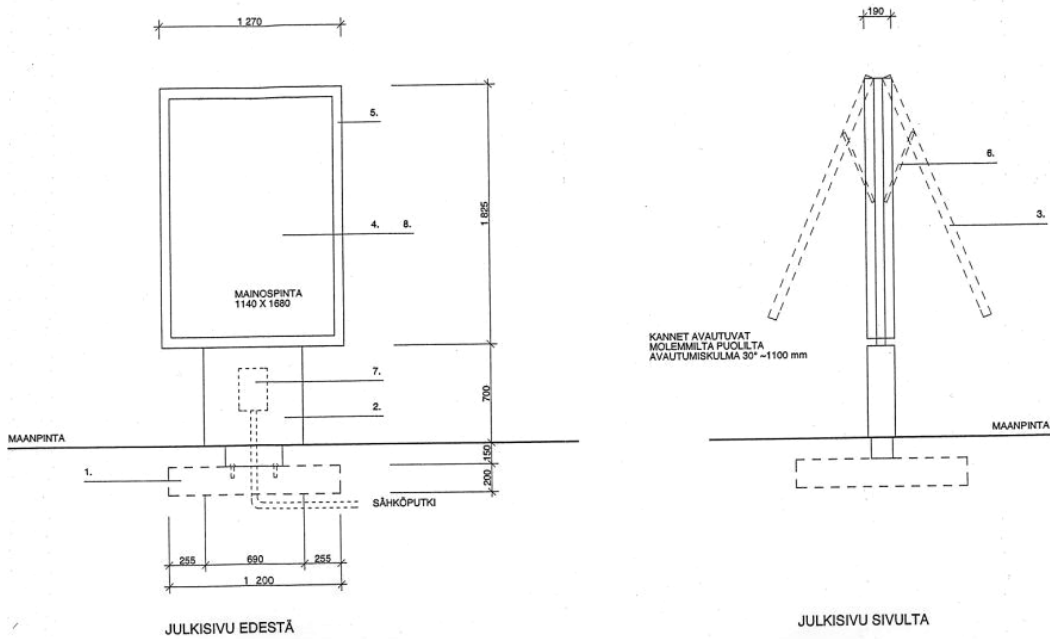 1 270
190
5.
6.
1 825
4. 8.
3.
MAINOSPINTA
1140 X 1680
KANNET AVAUTUVAT
MOLEMMILTA PUOLILTA
AVAUTUMISKULMA 30° ~1100 mm
7.
700
2.
MAANPINTA
MAANPINTA
150
1.
200
SÄHKÖPUTKI
255
690
255
1 200
JULKISIVU EDESTÄ
JULKISIVU SIVULTA